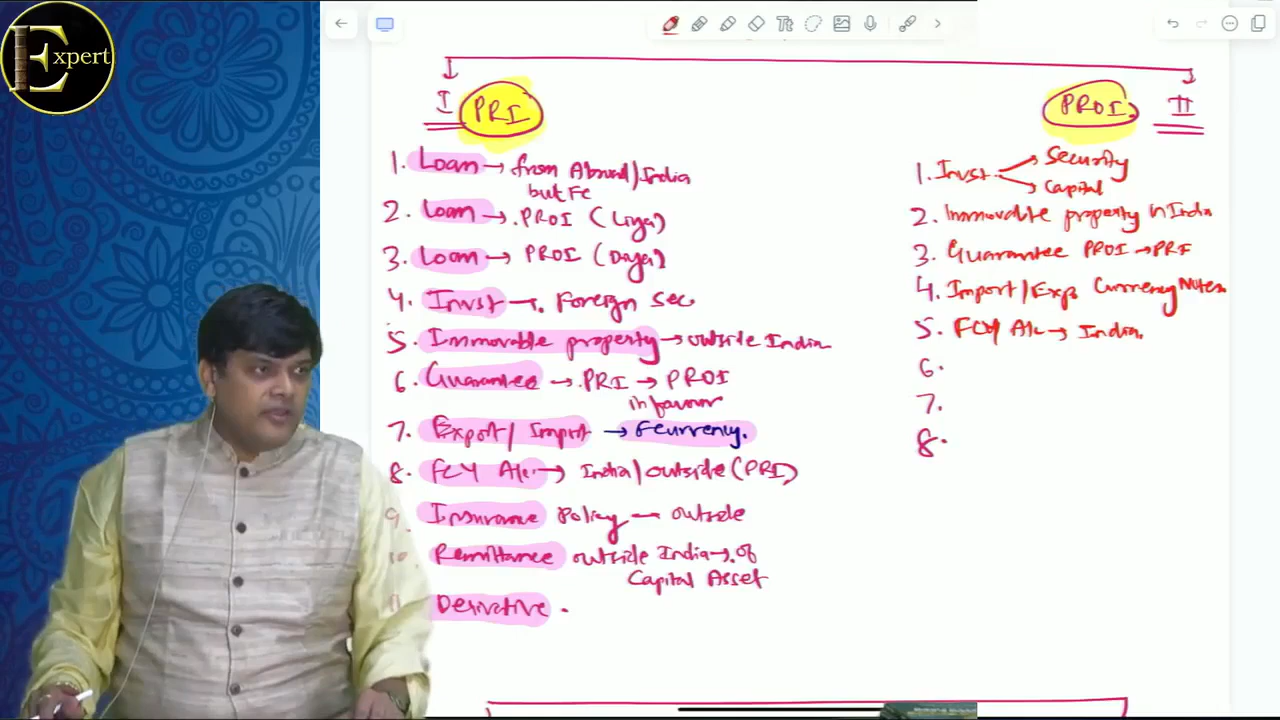 Expert
I PRI
1. Loan → from Abroad/India
but FC
2. Loan → PROI (Liya)
3. Loan → PROI (Diya)
4. Invst → Foreign Sec
5. Immovable property → outside India
6. Guarantee → PRI → PROI
in favour
7. Export/Import → Fcurrency.
8. FCY A/c → India/outside (PRI)
9. Insurance Policy — outside
10. Remittance outside India → of
Capital Asset
11. Derivative.
PROI II
1. Invst → Security
→ Capital
2. Immovable property in India
3. Guarantee PROI → PRI
4. Import/Exp. Currency Notes
5. FCY A/c → India.
6.
7.
8.